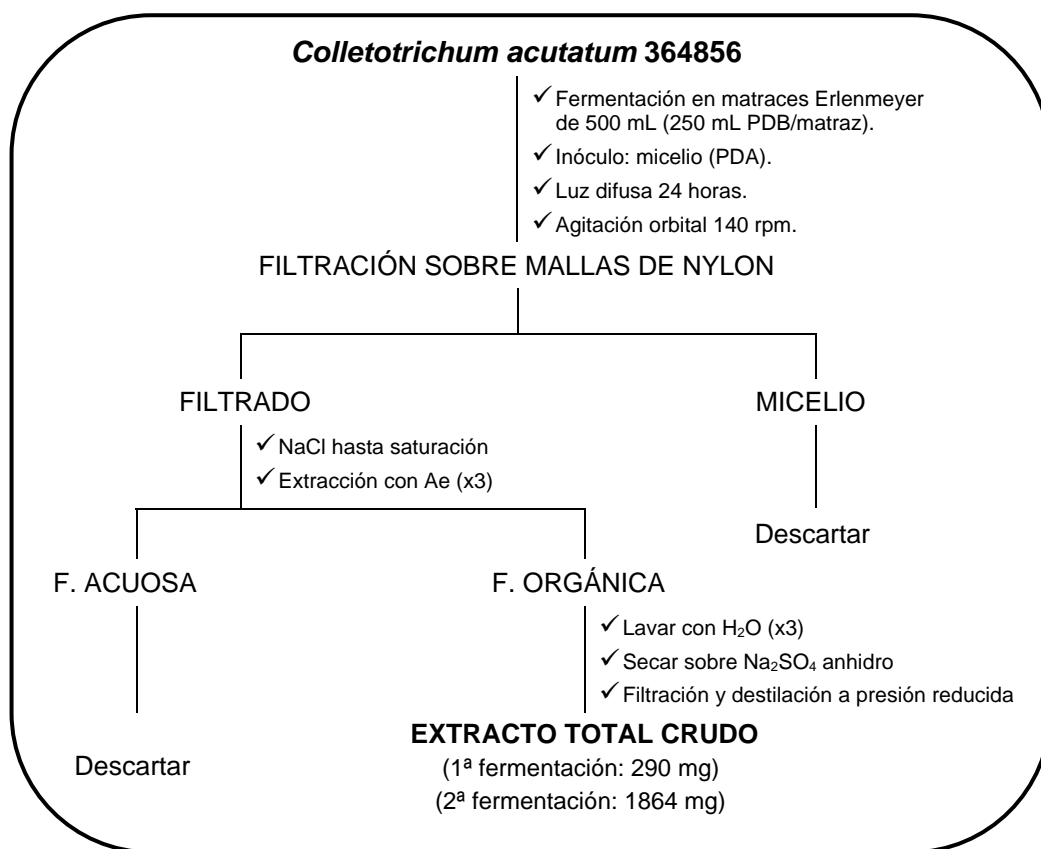 Colletotrichum acutatum 364856
✓ Fermentación en matraces Erlenmeyer
de 500 mL (250 mL PDB/matraz).
✓ Inóculo: micelio (PDA).
✓ Luz difusa 24 horas.
✓ Agitación orbital 140 rpm.
FILTRACIÓN SOBRE MALLAS DE NYLON
FILTRADO
MICELIO
✓ NaCl hasta saturación
✓ Extracción con Ae (x3)
Descartar
F. ACUOSA
F. ORGÁNICA
✓ Lavar con H₂O (x3)
✓ Secar sobre Na₂SO₄ anhidro
✓ Filtración y destilación a presión reducida
Descartar
EXTRACTO TOTAL CRUDO
(1ª fermentación: 290 mg)
(2ª fermentación: 1864 mg)